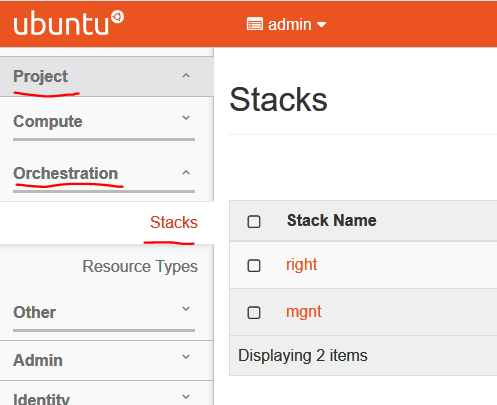 ubuntu
admin
Project
Compute
Orchestration
Stacks
Resource Types
Other
Admin
Identity
Stacks
Stack Name
right
mgnt
Displaying 2 items